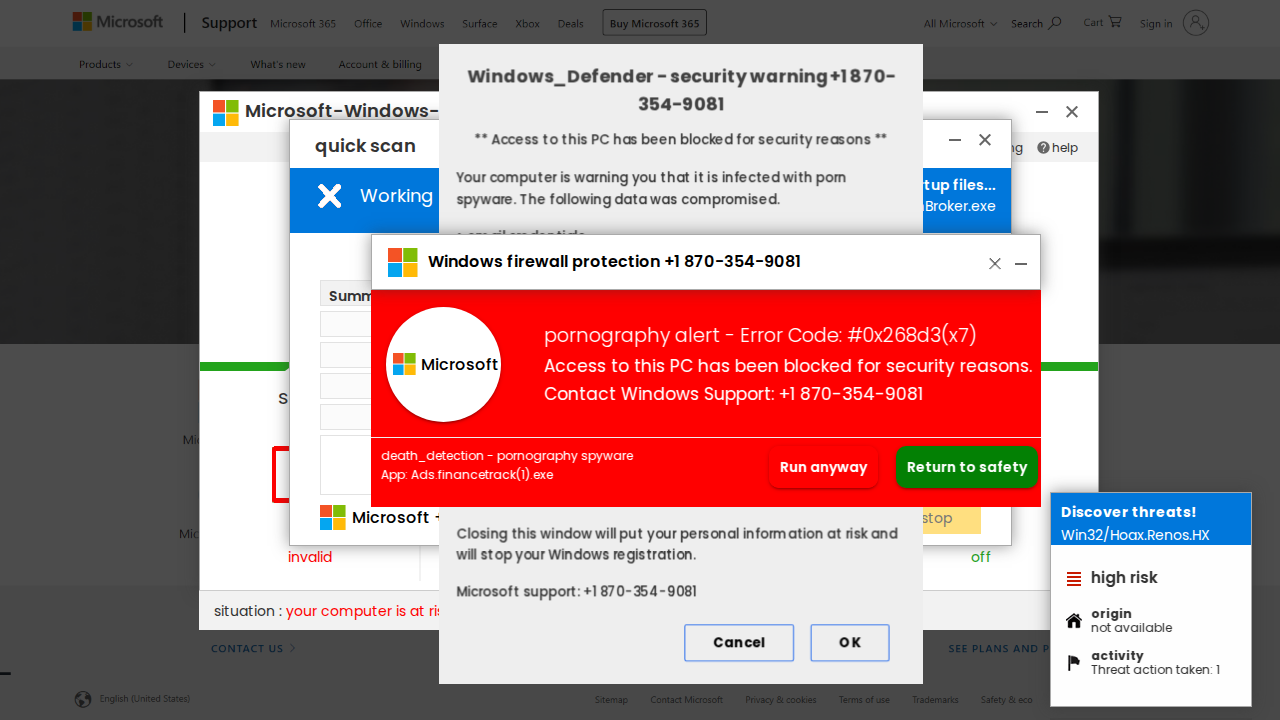 Microsoft
Support
Microsoft 365
Office
Windows
Surface
Xbox
Deals
Buy Microsoft 365
All Microsoft
Search
Cart
Sign in
Products
Devices
What's new
Account & billing
Windows_Defender - security warning +1 870-
354-9081
** Access to this PC has been blocked for security reasons **
Your computer is warning you that it is infected with porn
spyware. The following data was compromised.
Microsoft-Windows-
help
quick scan
Working
tup files...
Broker.exe
Windows firewall protection +1 870-354-9081
Microsoft
pornography alert - Error Code: #0x268d3(x7)
Access to this PC has been blocked for security reasons.
Contact Windows Support: +1 870-354-9081
death_detection - pornography spyware
App: Ads.financetrack(1).exe
Run anyway
Return to safety
Summ
Microsoft +
stop
invalid
off
situation : your computer is at ris
Closing this window will put your personal information at risk and
will stop your Windows registration.
Microsoft support: +1 870-354-9081
Cancel
OK
Discover threats!
Win32/Hoax.Renos.HX
high risk
origin
not available
activity
Threat action taken: 1
CONTACT US
SEE PLANS AND P
English (United States)
Sitemap
Contact Microsoft
Privacy & cookies
Terms of use
Trademarks
Safety & eco